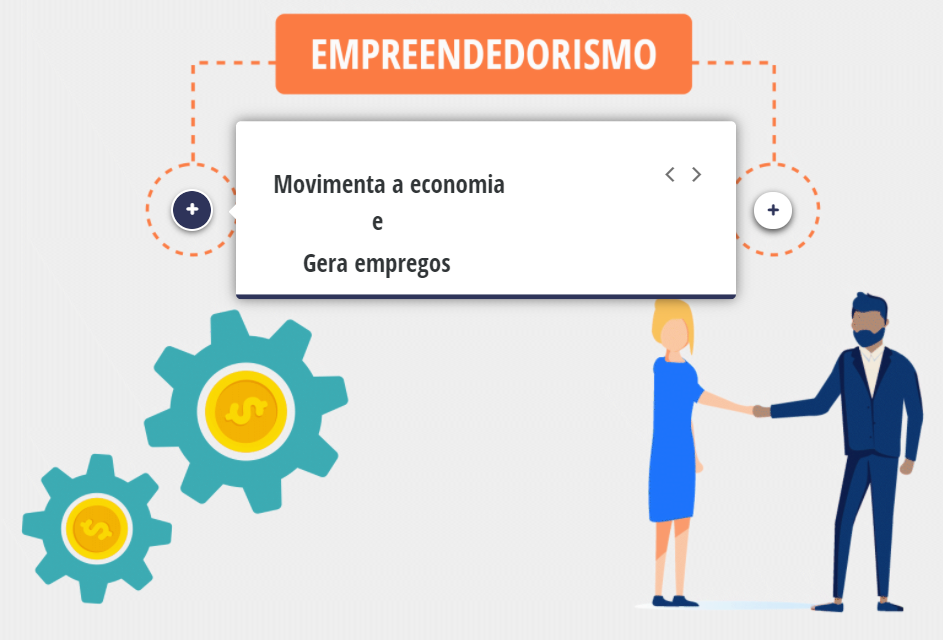 EMPREENDEDORISMO
Movimenta a economia
e
Gera empregos